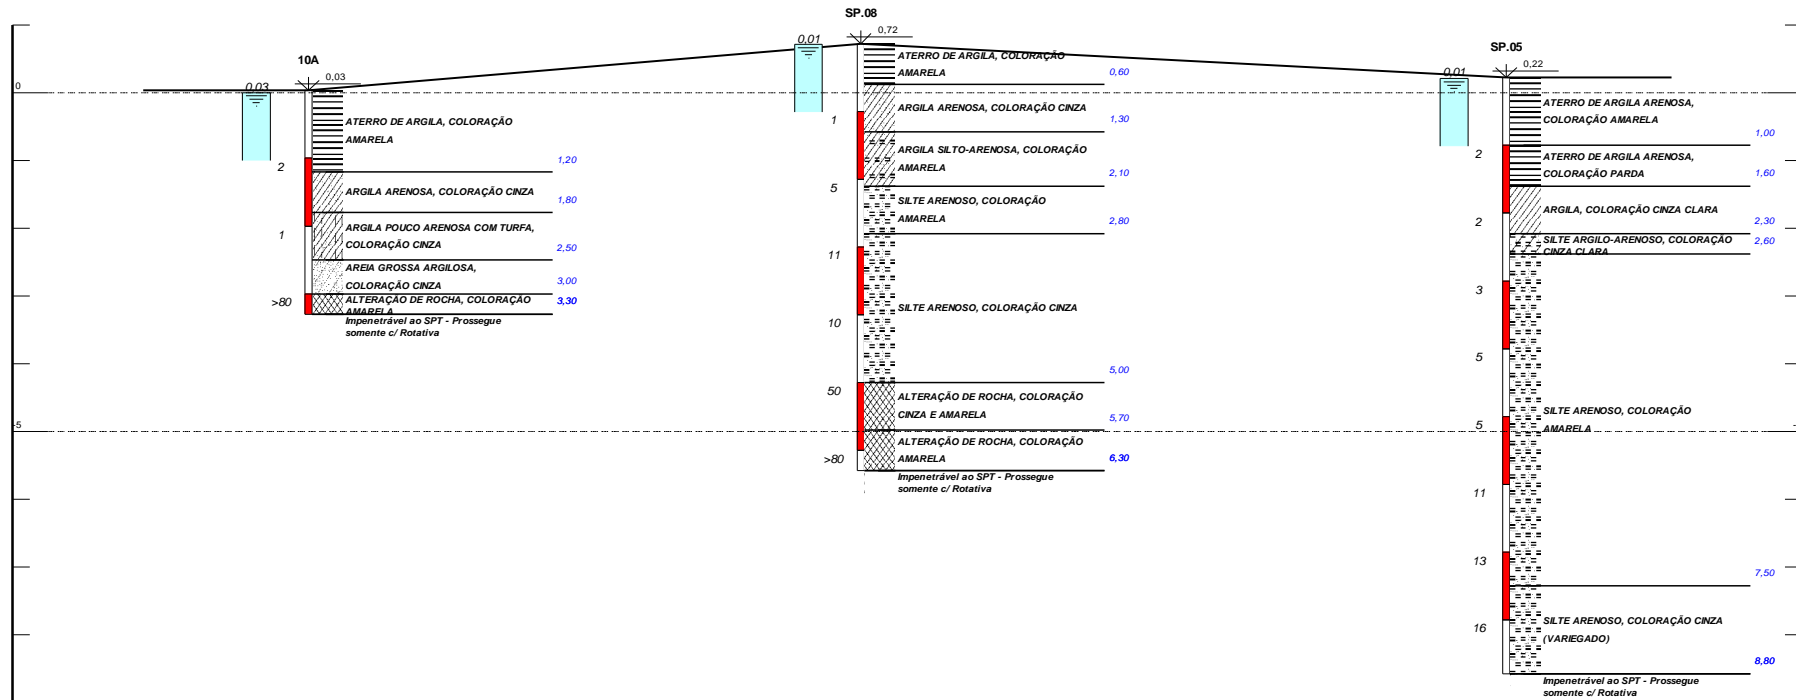 SP.08
0,01
0,72
10A
0,03
0,03
SP.05
0,01
0,22
0
-5
ATERRO DE ARGILA, COLORAÇÃO
AMARELA
1,20
2
ARGILA ARENOSA, COLORAÇÃO CINZA
1,80
1
ARGILA POUCO ARENOSA COM TURFA,
COLORAÇÃO CINZA
2,50
AREIA GROSSA ARGILOSA,
COLORAÇÃO CINZA
3,00
>80
ALTERAÇÃO DE ROCHA, COLORAÇÃO
AMARELA
3,30
Impenetrável ao SPT - Prossegue
somente c/ Rotativa
ATERRO DE ARGILA, COLORAÇÃO
AMARELA
0,60
1
ARGILA ARENOSA, COLORAÇÃO CINZA
1,30
ARGILA SILTO-ARENOSA, COLORAÇÃO
AMARELA
2,10
5
SILTE ARENOSO, COLORAÇÃO
AMARELA
2,80
11
SILTE ARENOSO, COLORAÇÃO CINZA
10
5,00
50
ALTERAÇÃO DE ROCHA, COLORAÇÃO
CINZA E AMARELA
5,70
ALTERAÇÃO DE ROCHA, COLORAÇÃO
AMARELA
>80
6,30
Impenetrável ao SPT - Prossegue
somente c/ Rotativa
ATERRO DE ARGILA ARENOSA,
COLORAÇÃO AMARELA
1,00
2
ATERRO DE ARGILA ARENOSA,
COLORAÇÃO PARDA
1,60
ARGILA, COLORAÇÃO CINZA CLARA
2
2,30
SILTE ARGILO-ARENOSO, COLORAÇÃO
CINZA CLARA
2,60
3
5
SILTE ARENOSO, COLORAÇÃO
AMARELA
5
11
13
7,50
16
SILTE ARENOSO, COLORAÇÃO CINZA
(VARIEGADO)
8,80
Impenetrável ao SPT - Prossegue
somente c/ Rotativa